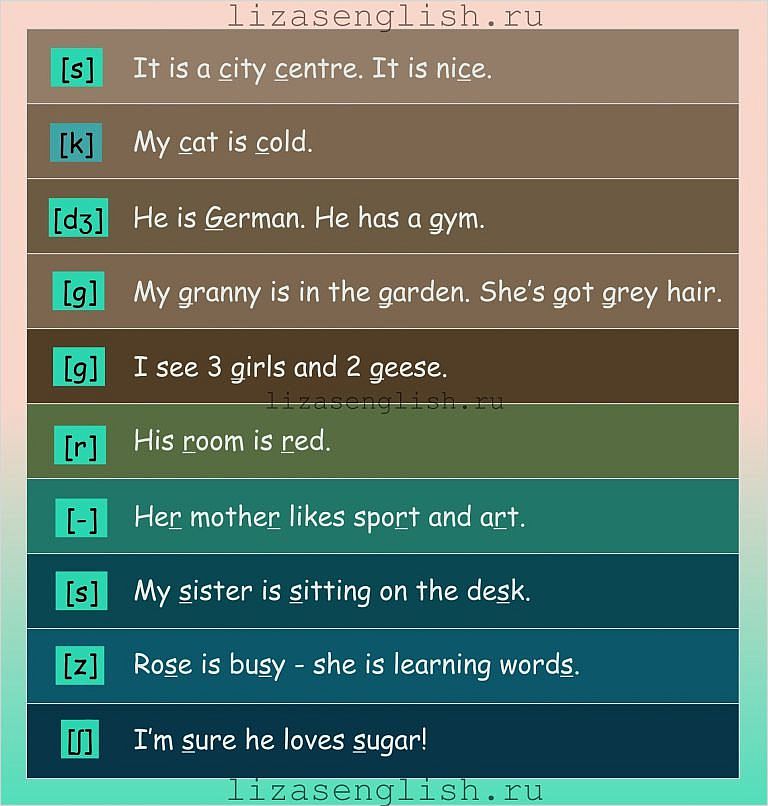 lizasenglish.ru
[s] It is a city centre. It is nice.
[k] My cat is cold.
[dʒ] He is German. He has a gym.
[g] My granny is in the garden. She's got grey hair.
[g] I see 3 girls and 2 geese.
lizasenglish.ru
[r] His room is red.
[-] Her mother likes sport and art.
[s] My sister is sitting on the desk.
[z] Rose is busy - she is learning words.
[ʃ] I'm sure he loves sugar!
lizasenglish.ru